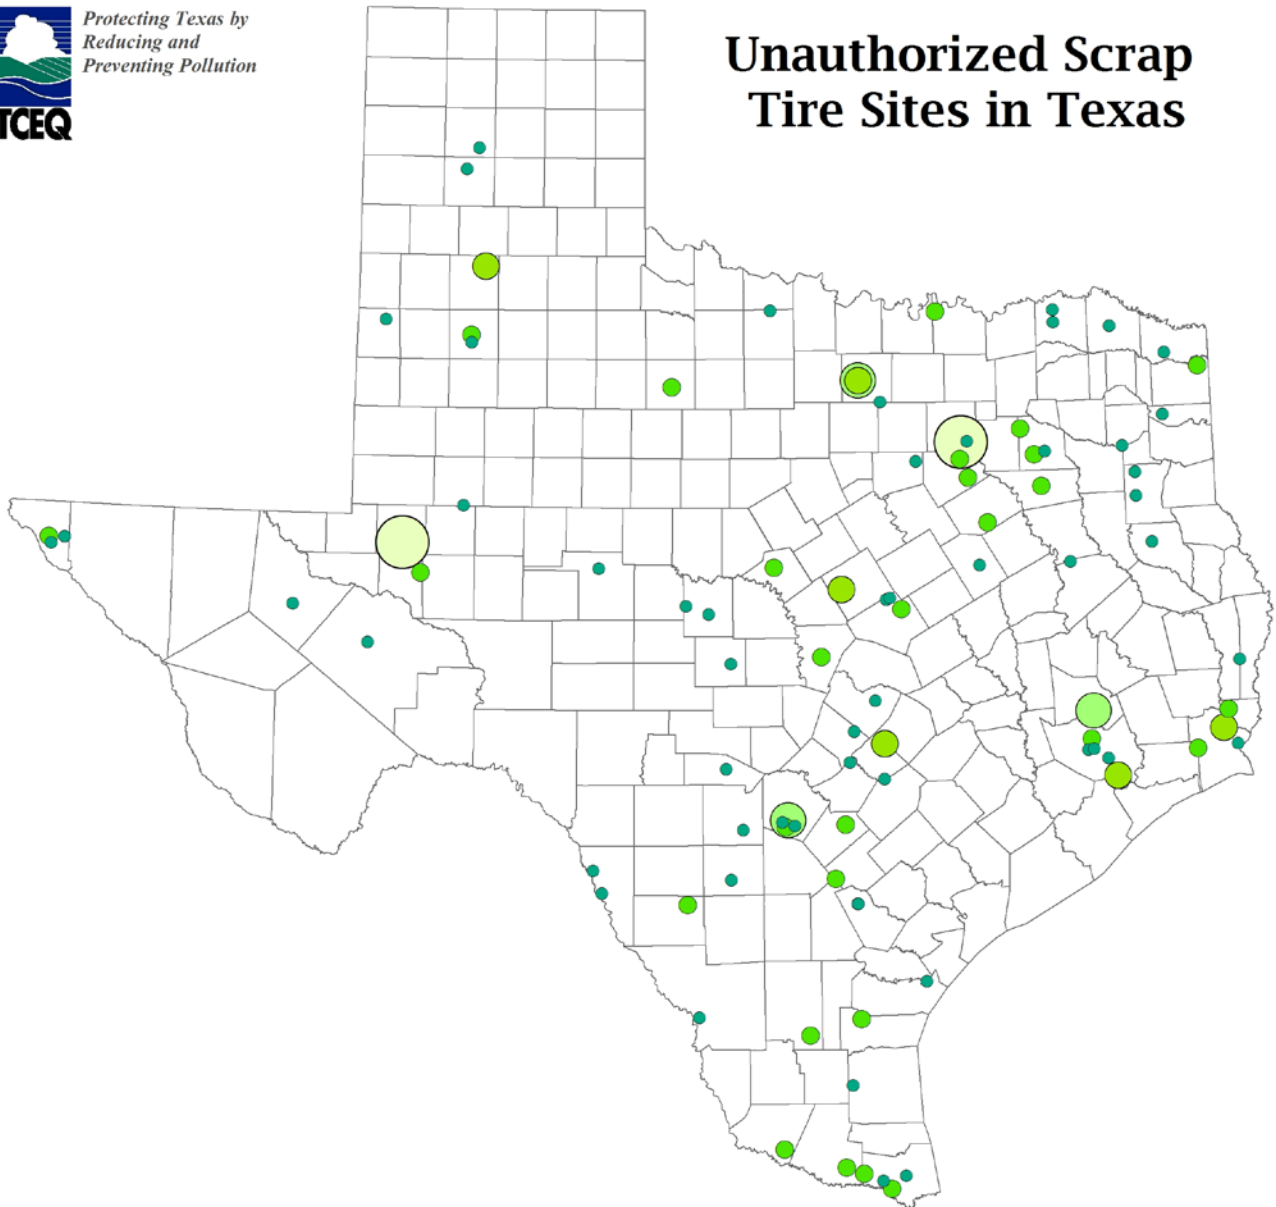 Protecting Texas by
Reducing and
Preventing Pollution
TCEQ
Unauthorized Scrap
Tire Sites in Texas